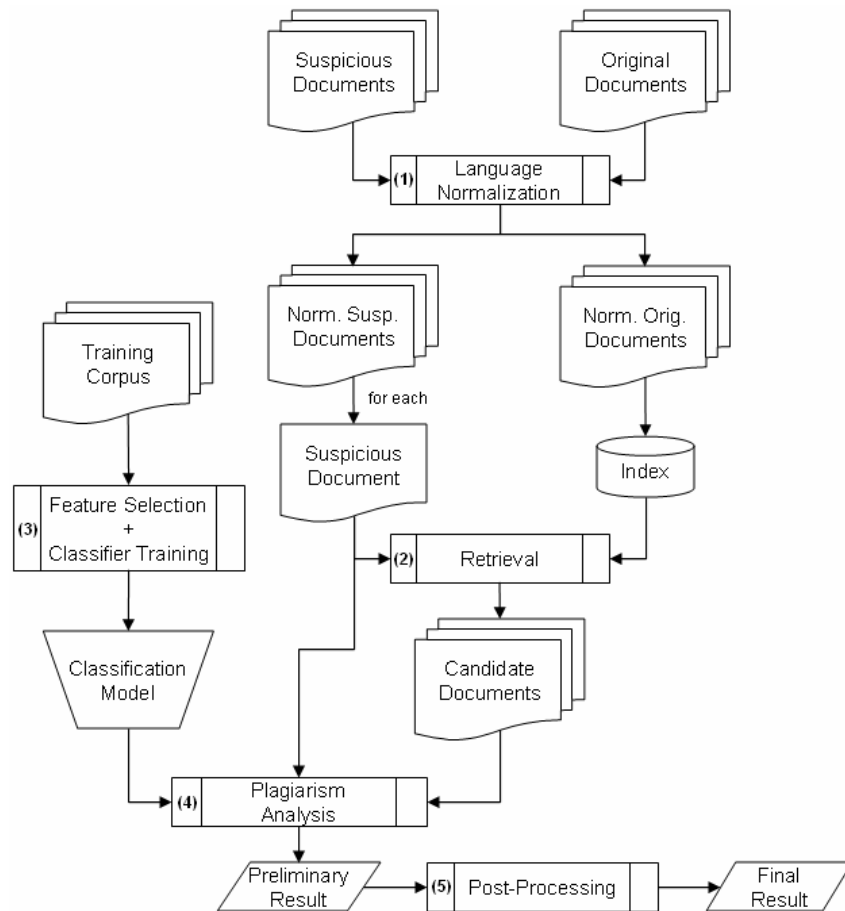 Suspicious
Documents
Original
Documents
(1)
Language
Normalization
Norm. Susp.
Documents
Norm. Orig.
Documents
Training
Corpus
for each
Suspicious
Document
Index
(3)
Feature Selection
+
Classifier Training
(2)
Retrieval
Classification
Model
Candidate
Documents
(4)
Plagiarism
Analysis
Preliminary
Result
(5)
Post-Processing
Final
Result